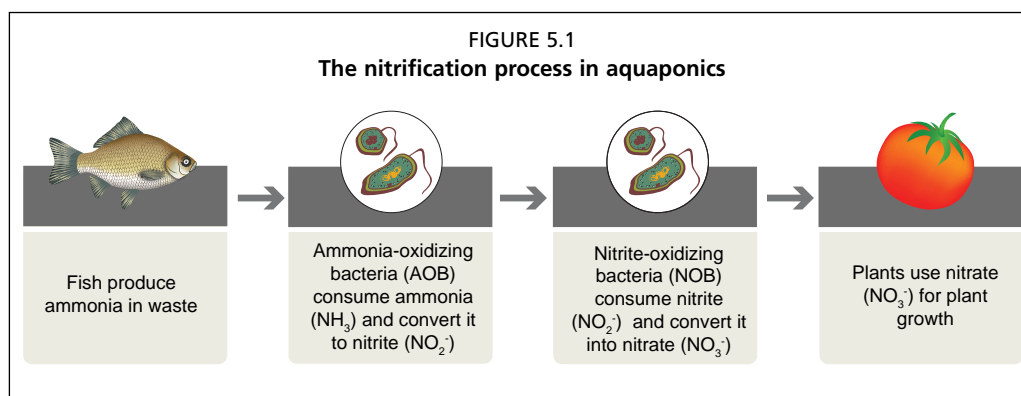 FIGURE 5.1
The nitrification process in aquaponics
Fish produce
ammonia in waste
Ammonia-oxidizing
bacteria (AOB)
consume ammonia
(NH₃) and convert it
to nitrite (NO₂⁻)
Nitrite-oxidizing
bacteria (NOB)
consume nitrite
(NO₂⁻) and convert it
into nitrate (NO₃⁻)
Plants use nitrate
(NO₃⁻) for plant
growth